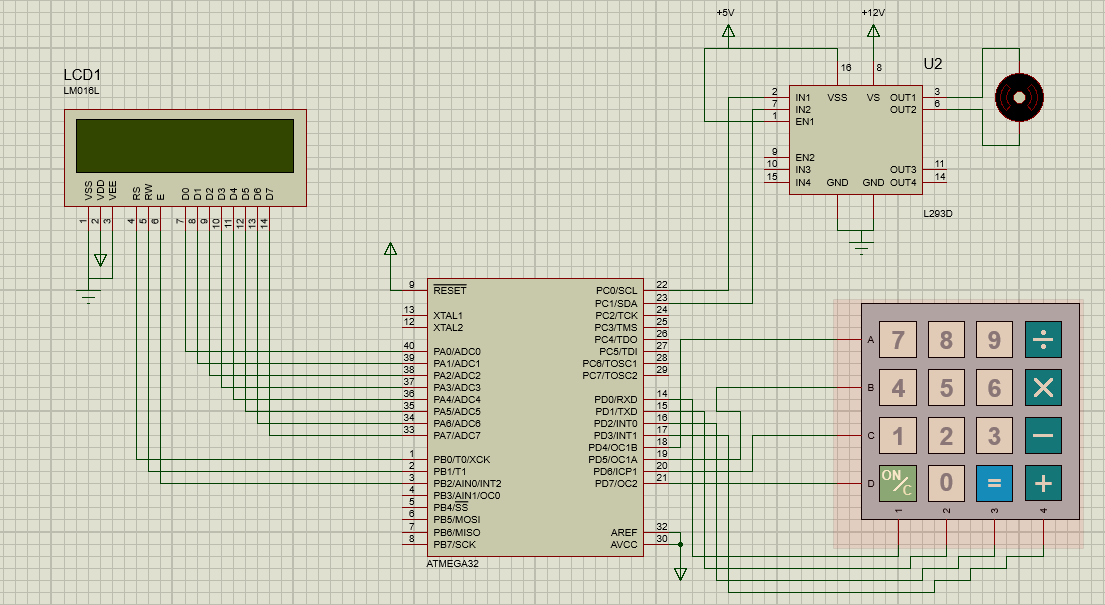 +5V
+12V
LCD1
LM016L
U2
16
8
2
7
1
9
10
15
IN1
IN2
EN1
EN2
IN3
IN4
VSS
VS
OUT1
OUT2
OUT3
OUT4
GND
GND
3
6
11
14
L293D
VSS
VDD
VEE
RS
RW
E
D0
D1
D2
D3
D4
D5
D6
D7
1
2
3
4
5
6
7
8
9
10
11
12
13
14
9 RESET
13 XTAL1
12 XTAL2
40 PA0/ADC0
39 PA1/ADC1
38 PA2/ADC2
37 PA3/ADC3
36 PA4/ADC4
35 PA5/ADC5
34 PA6/ADC6
33 PA7/ADC7
1 PB0/T0/XCK
2 PB1/T1
3 PB2/AIN0/INT2
4 PB3/AIN1/OC0
5 PB4/SS
6 PB5/MOSI
7 PB6/MISO
8 PB7/SCK
PC0/SCL 22
PC1/SDA 23
PC2/TCK 24
PC3/TMS 25
PC4/TDO 26
PC5/TDI 27
PC6/TOSC1 28
PC7/TOSC2 29
PD0/RXD 14
PD1/TXD 15
PD2/INT0 16
PD3/INT1 17
PD4/OC1B 18
PD5/OC1A 19
PD6/ICP1 20
PD7/OC2 21
AREF 32
AVCC 30
ATMEGA32
A 7 8 9 ÷
B 4 5 6 ×
C 1 2 3 −
D ON/C 0 = +
1 2 3 4